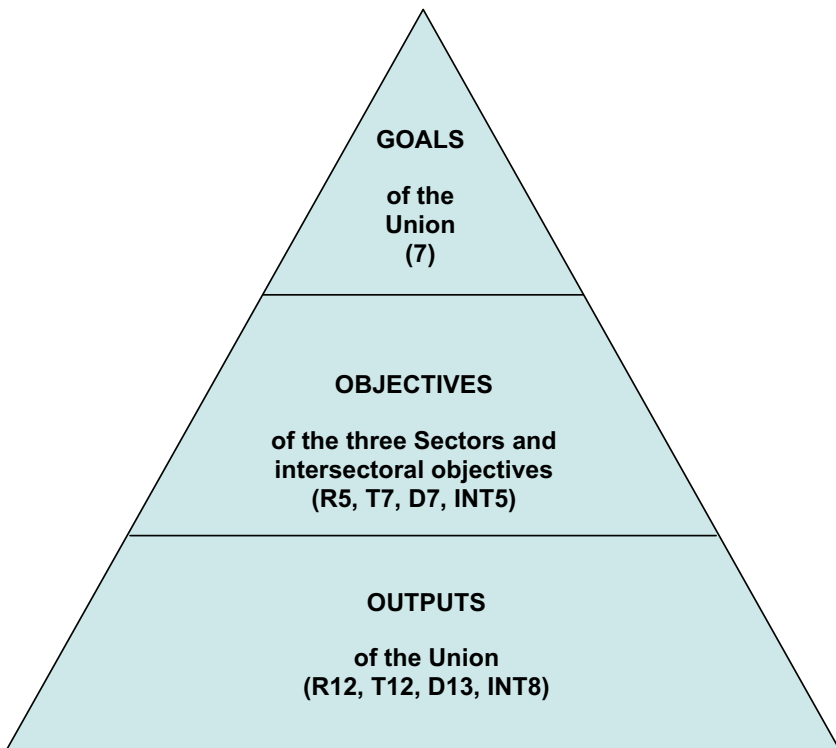 GOALS
of the
Union
(7)
OBJECTIVES
of the three Sectors and
intersectoral objectives
(R5, T7, D7, INT5)
OUTPUTS
of the Union
(R12, T12, D13, INT8)